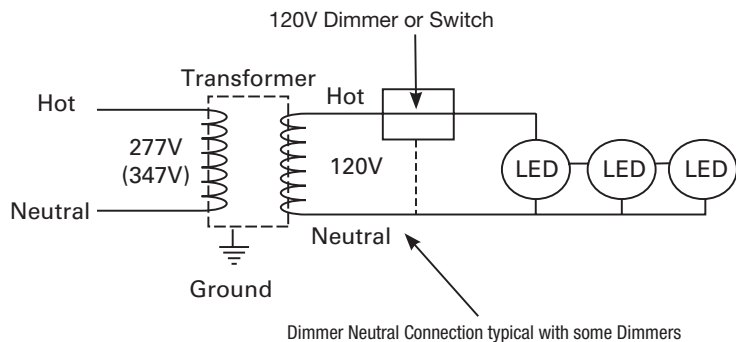 120V Dimmer or Switch
Transformer
Hot
Hot
277V
(347V)
120V
LED
LED
LED
Neutral
Neutral
Ground
Dimmer Neutral Connection typical with some Dimmers